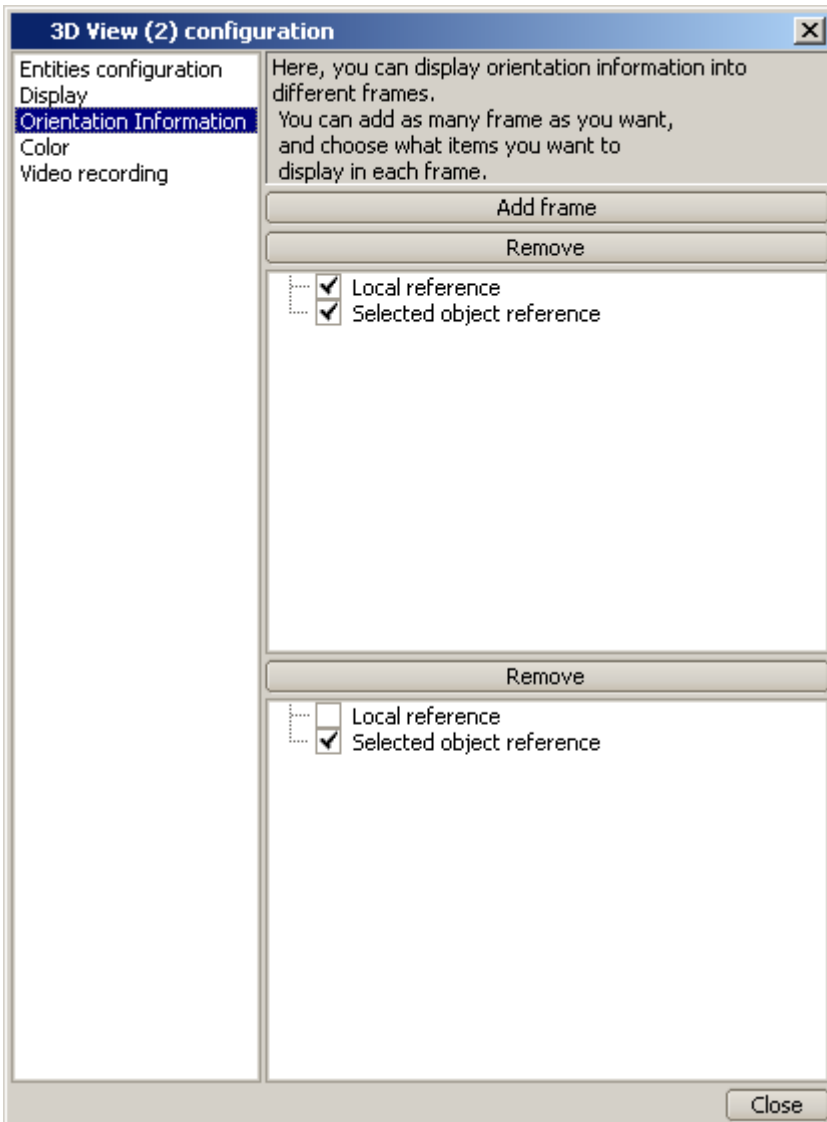 3D View (2) configuration
Entities configuration
Display
Orientation Information
Color
Video recording
Here, you can display orientation information into
different frames.
You can add as many frame as you want,
and choose what items you want to
display in each frame.
Add frame
Remove
Local reference
Selected object reference
Remove
Local reference
Selected object reference
Close